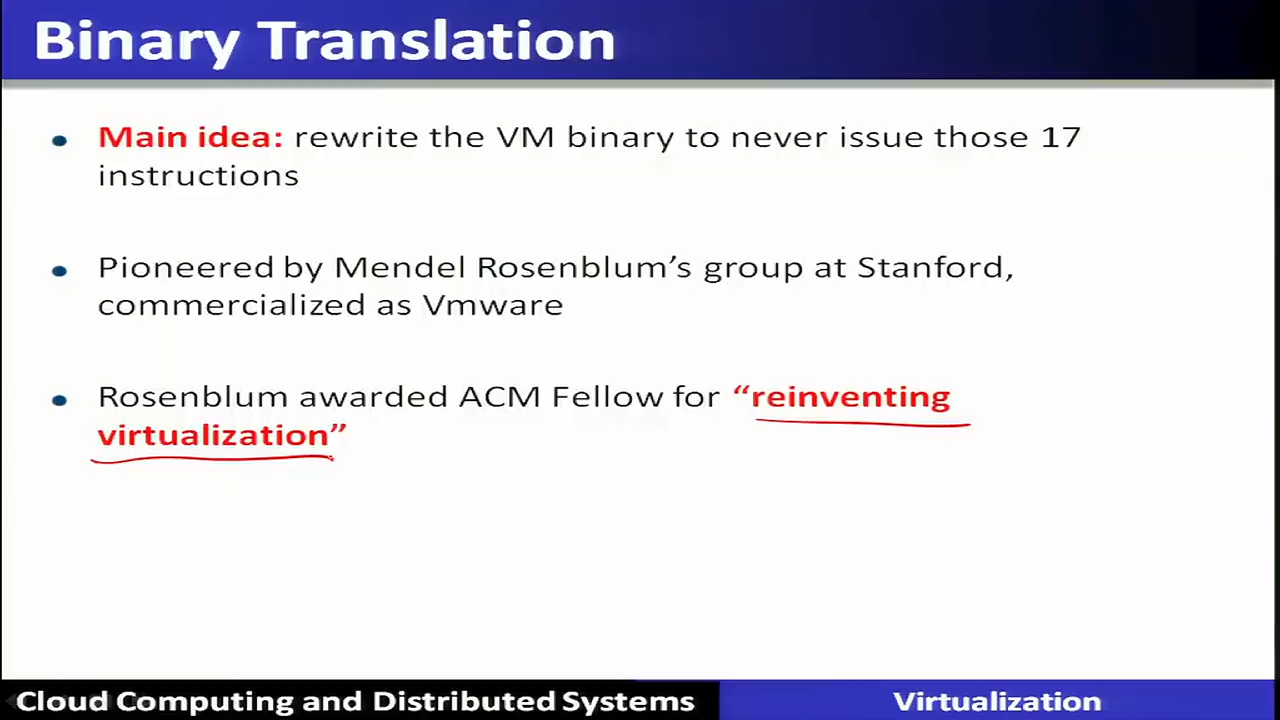 Binary Translation
• Main idea: rewrite the VM binary to never issue those 17
instructions
• Pioneered by Mendel Rosenblum’s group at Stanford,
commercialized as Vmware
• Rosenblum awarded ACM Fellow for “reinventing
virtualization”
Cloud Computing and Distributed Systems
Virtualization